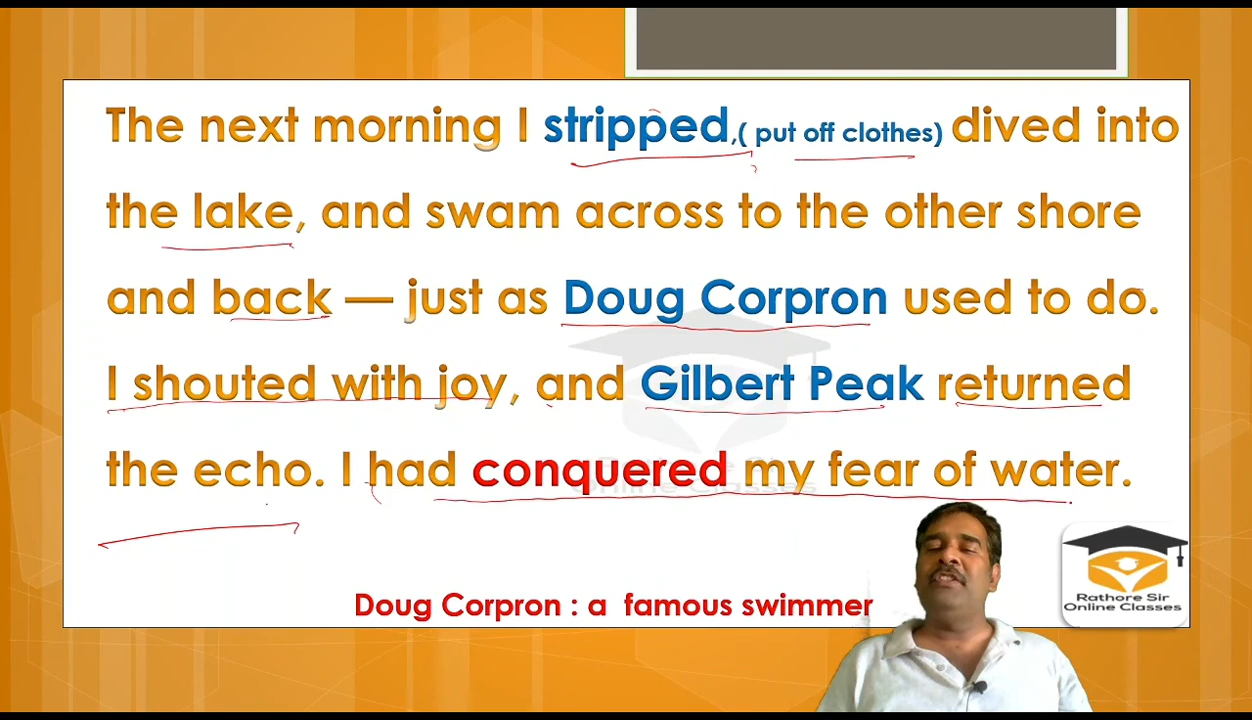 The next morning I stripped,( put off clothes) dived into
the lake, and swam across to the other shore
and back — just as Doug Corpron used to do.
I shouted with joy, and Gilbert Peak returned
the echo. I had conquered my fear of water.
Doug Corpron : a famous swimmer
Rathore Sir
Online Classes